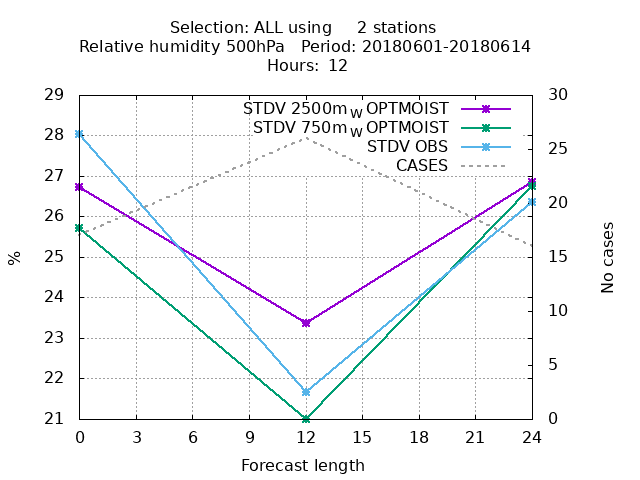 Selection: ALL using 2 stations
Relative humidity 500hPa Period: 20180601-20180614
Hours: 12
STDV 2500m_W OPTMOIST
STDV 750m_W OPTMOIST
STDV OBS
CASES
29
28
27
26
25
24
23
22
21
%
30
25
20
15
10
5
0
No cases
0 3 6 9 12 15 18 21 24
Forecast length